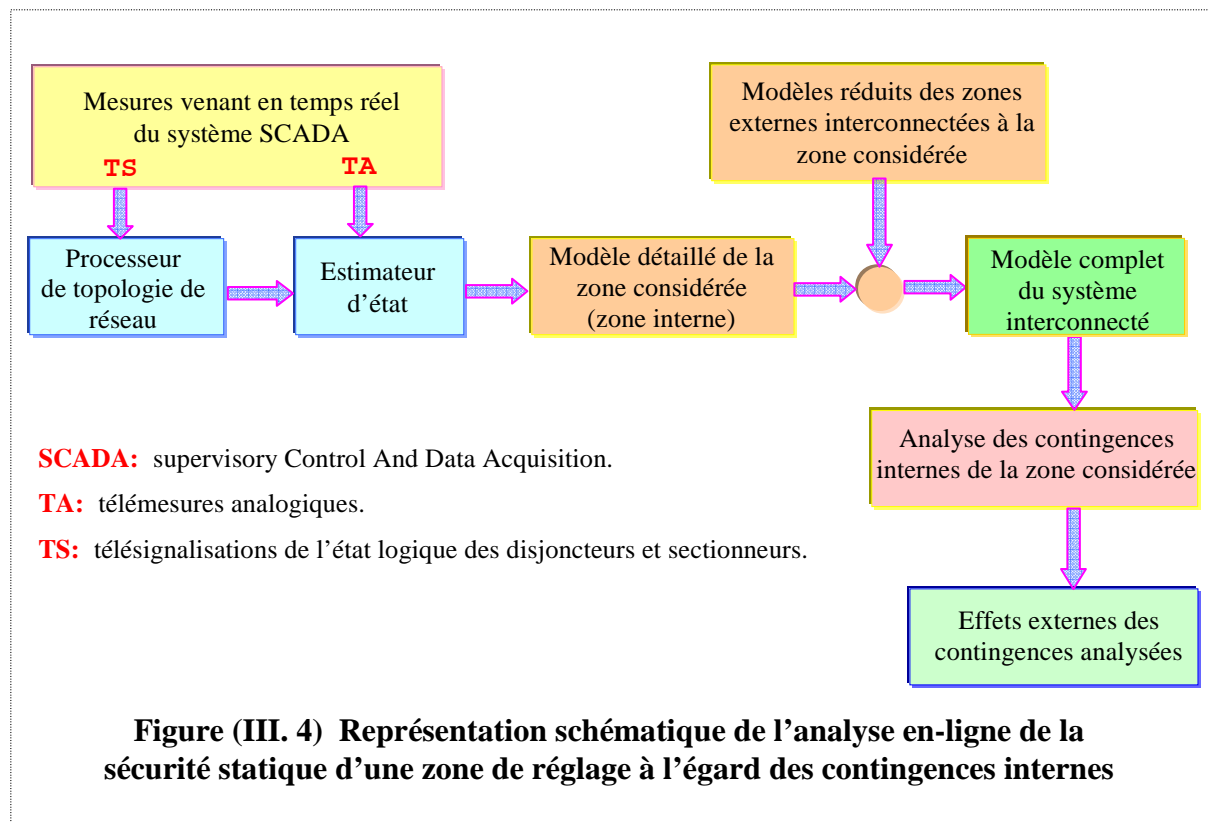 Mesures venant en temps réel
du système SCADA
TS TA
Modèles réduits des zones
externes interconnectées à la
zone considérée
Processeur
de topologie de
réseau
Estimateur
d’état
Modèle détaillé de la
zone considérée
(zone interne)
Modèle complet
du système
interconnecté
Analyse des contingences
internes de la zone considérée
SCADA: supervisory Control And Data Acquisition.
TA: télémesures analogiques.
TS: télésignalisations de l’état logique des disjoncteurs et sectionneurs.
Effets externes des
contingences analysées
Figure (III. 4) Représentation schématique de l’analyse en-ligne de la
sécurité statique d’une zone de réglage à l’égard des contingences internes